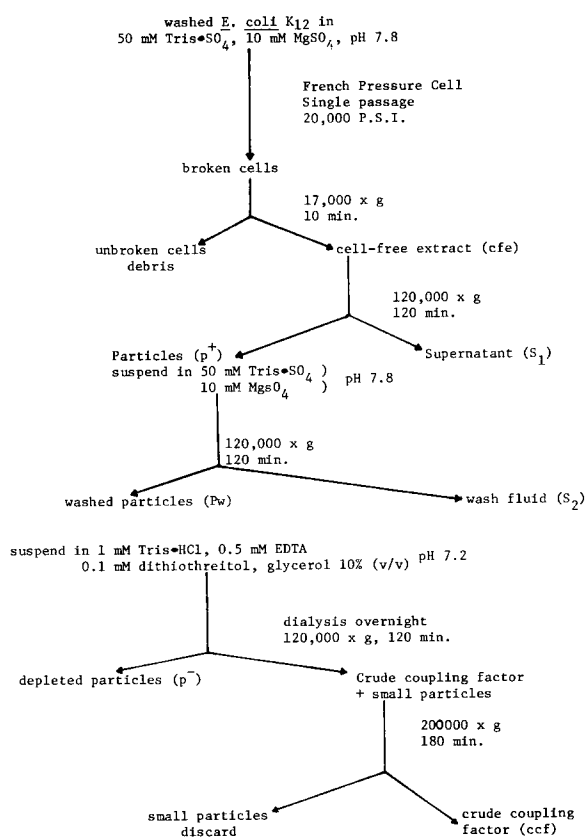 washed E. coli K12 in
50 mM Tris•SO4, 10 mM MgSO4, pH 7.8
French Pressure Cell
Single passage
20,000 P.S.I.
broken cells
17,000 x g
10 min.
unbroken cells
debris
cell-free extract (cfe)
120,000 x g
120 min.
Particles (p+)
suspend in 50 mM Tris•SO4 )
10 mM MgsO4 )
pH 7.8
Supernatant (S1)
120,000 x g
120 min.
washed particles (Pw)
wash fluid (S2)
suspend in 1 mM Tris•HCl, 0.5 mM EDTA
0.1 mM dithiothreitol, glycerol 10% (v/v) pH 7.2
dialysis overnight
120,000 x g, 120 min.
depleted particles (p-)
Crude coupling factor
+ small particles
200000 x g
180 min.
small particles
discard
crude coupling
factor (ccf)